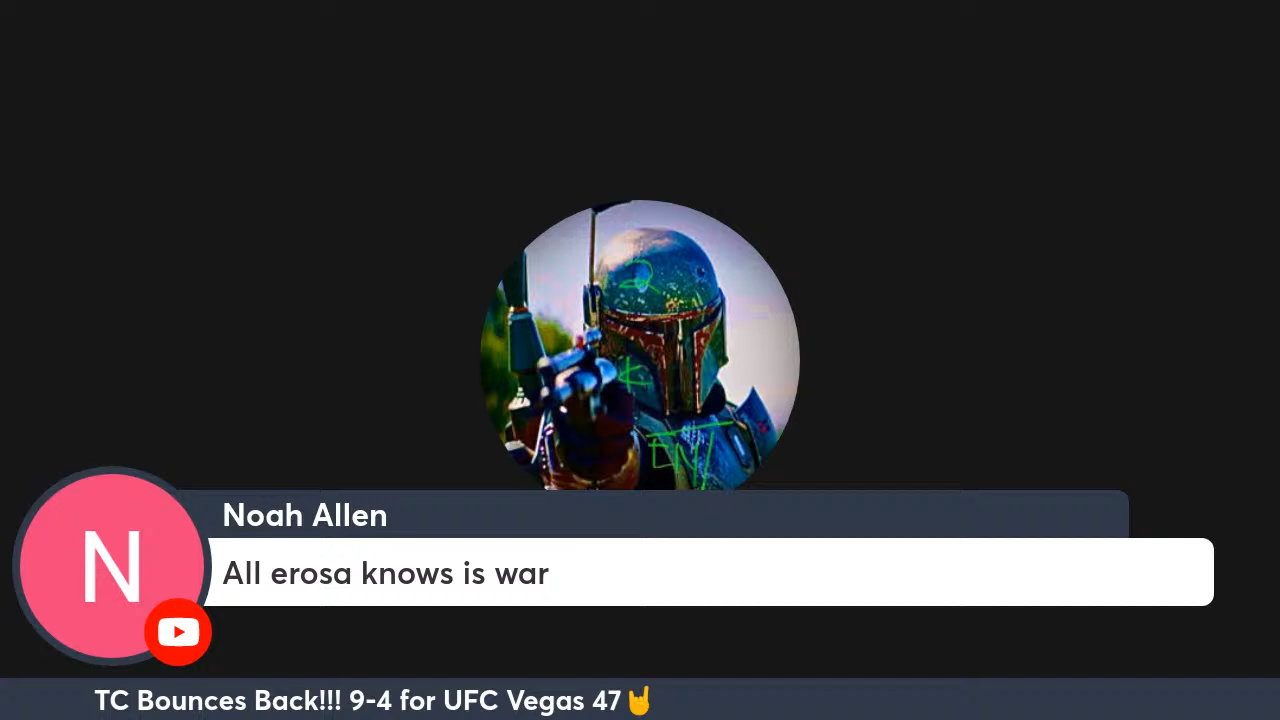 Noah Allen
N
All erosa knows is war
TC Bounces Back!!! 9-4 for UFC Vegas 47🤘